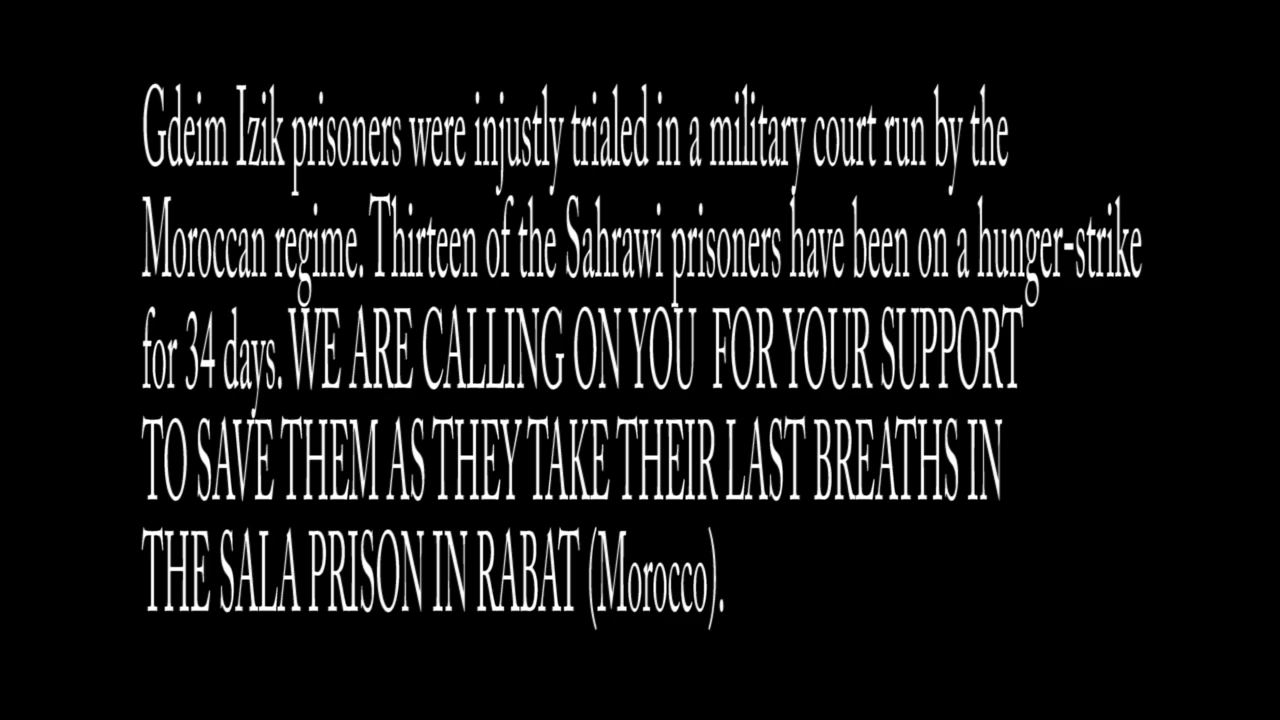 Gdeim Izik prisoners were injustly trialed in a military court run by the
Moroccan regime. Thirteen of the Sahrawi prisoners have been on a hunger-strike
for 34 days. WE ARE CALLING ON YOU  FOR YOUR SUPPORT
TO SAVE THEM AS THEY TAKE THEIR LAST BREATHS IN
THE SALA PRISON IN RABAT (Morocco).